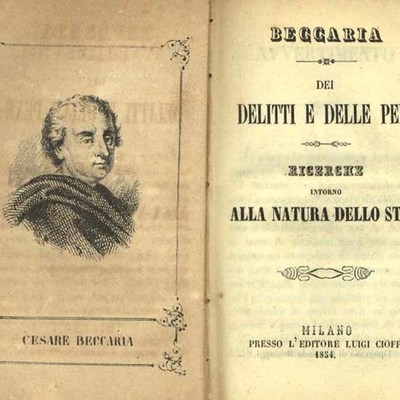 CESARE BECCARIA
BECCARIA
DEI
DELITTI E DELLE PE
RICERCHE
INTORNO
ALLA NATURA DELLO ST
MILANO
PRESSO L'EDITORE LUIGI CIOFF
1854.